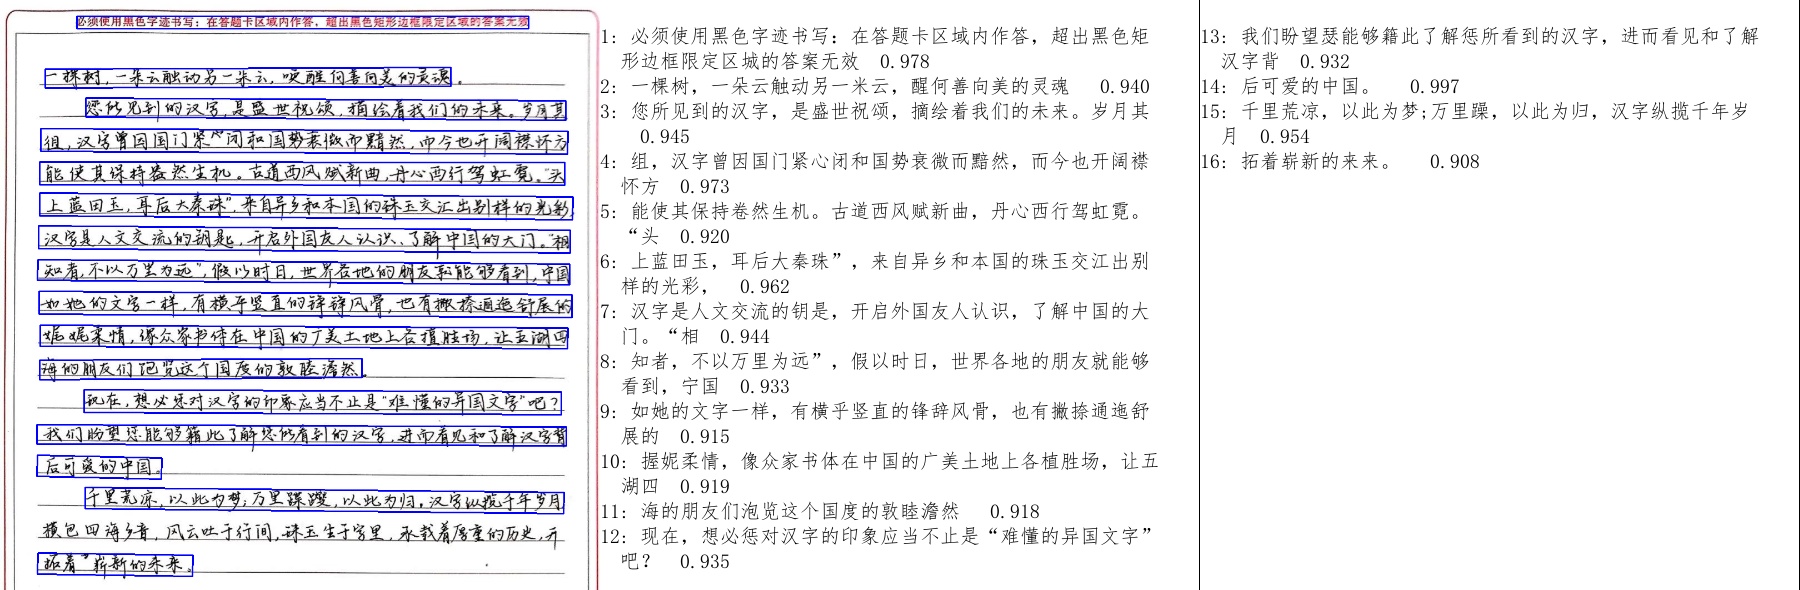 必须使用黑色字迹书写：在答题卡区域内作答，超出黑色矩形边框限定区域的答案无效
一棵树，一朵云触动另一朵云，唤醒向善向美的灵魂。
您所见到的汉字，是盛世祝颂，描绘着我们的未来。岁月其
徂，汉字曾因国门紧闭和国势衰微而黯然，而今也开阔襟怀方
能使其保持盎然生机。古道西风赋新曲，丹心西行驾虹霓。“头
上蓝田玉，耳后大秦珠”，来自异乡和本国的珠玉交汇出别样的光彩，
汉字是人文交流的钥匙，开启外国友人认识、了解中国的大门。“相
知者，不以万里为远”，假以时日，世界各地的朋友就能够看到，中国
如她的文字一样，有横平竖直的铮铮风骨，也有撇捺逦迤舒展的
娓娓柔情，像众家书体在中国的广美土地上各擅胜场，让五湖四
海的朋友们饱览这个国度的敦睦澹然。
现在，想必您对汉字的印象应当不止是“难懂的异国文字”吧？
我们盼望您能够籍此了解您所看到的汉字，进而看见和了解汉字背
后可爱的中国。
千里荒凉，以此为梦；万里蹀躞，以此为归。汉字纵揽千年岁月
横包四海乡音，风云吐于行间，珠玉生于字里，承载着厚重的历史，开
拓着崭新的未来。
1: 必须使用黑色字迹书写：在答题卡区域内作答，超出黑色矩
形边框限定区城的答案无效 0.978
2: 一棵树，一朵云触动另一米云，醒何善向美的灵魂 0.940
3: 您所见到的汉字，是盛世祝颂，摘绘着我们的未来。岁月其
0.945
4: 组，汉字曾因国门紧心闭和国势衰微而黯然，而今也开阔襟
怀方 0.973
5: 能使其保持卷然生机。古道西风赋新曲，丹心西行驾虹霓。
“头 0.920
6: 上蓝田玉，耳后大秦珠”，来自异乡和本国的珠玉交江出别
样的光彩， 0.962
7: 汉字是人文交流的钥是，开启外国友人认识，了解中国的大
门。“相 0.944
8: 知者，不以万里为远”，假以时日，世界各地的朋友就能够
看到，宁国 0.933
9: 如她的文字一样，有横乎竖直的锋辞风骨，也有撇捺通迤舒
展的 0.915
10: 握妮柔情，像众家书体在中国的广美土地上各植胜场，让五
湖四 0.919
11: 海的朋友们泡览这个国度的敦睦澹然 0.918
12: 现在，想必惩对汉字的印象应当不止是“难懂的异国文字”
吧？ 0.935
13: 我们盼望瑟能够籍此了解惩所看到的汉字，进而看见和了解
汉字背 0.932
14: 后可爱的中国。 0.997
15: 千里荒凉，以此为梦;万里躁，以此为归，汉字纵揽千年岁
月 0.954
16: 拓着崭新的来来。 0.908